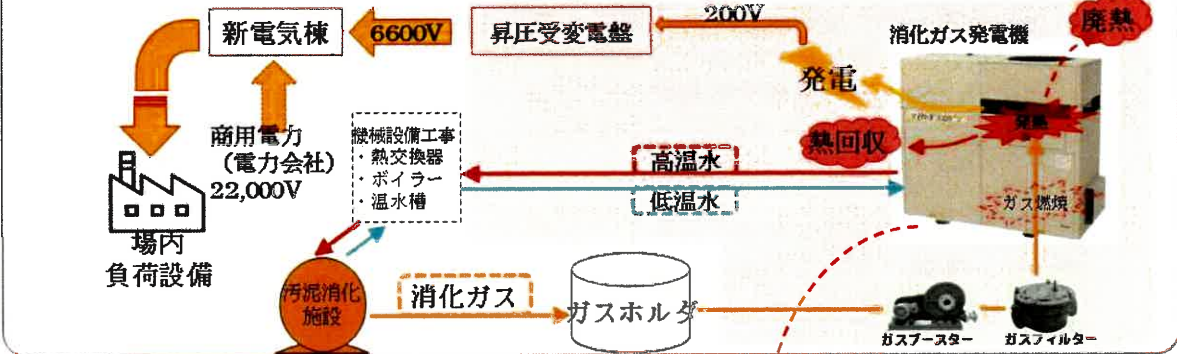 新電気棟
6600V
昇圧受変電盤
200V
消化ガス発電機
廃熱
発電
発熱
熱回収
商用電力
(電力会社)
22,000V
機械設備工事
・熱交換器
・ボイラー
・温水槽
高温水
低温水
ガス燃焼
場内
負荷設備
汚泥消化
施設
消化ガス
ガスホルダ
ガスブースター
ガスフィルター